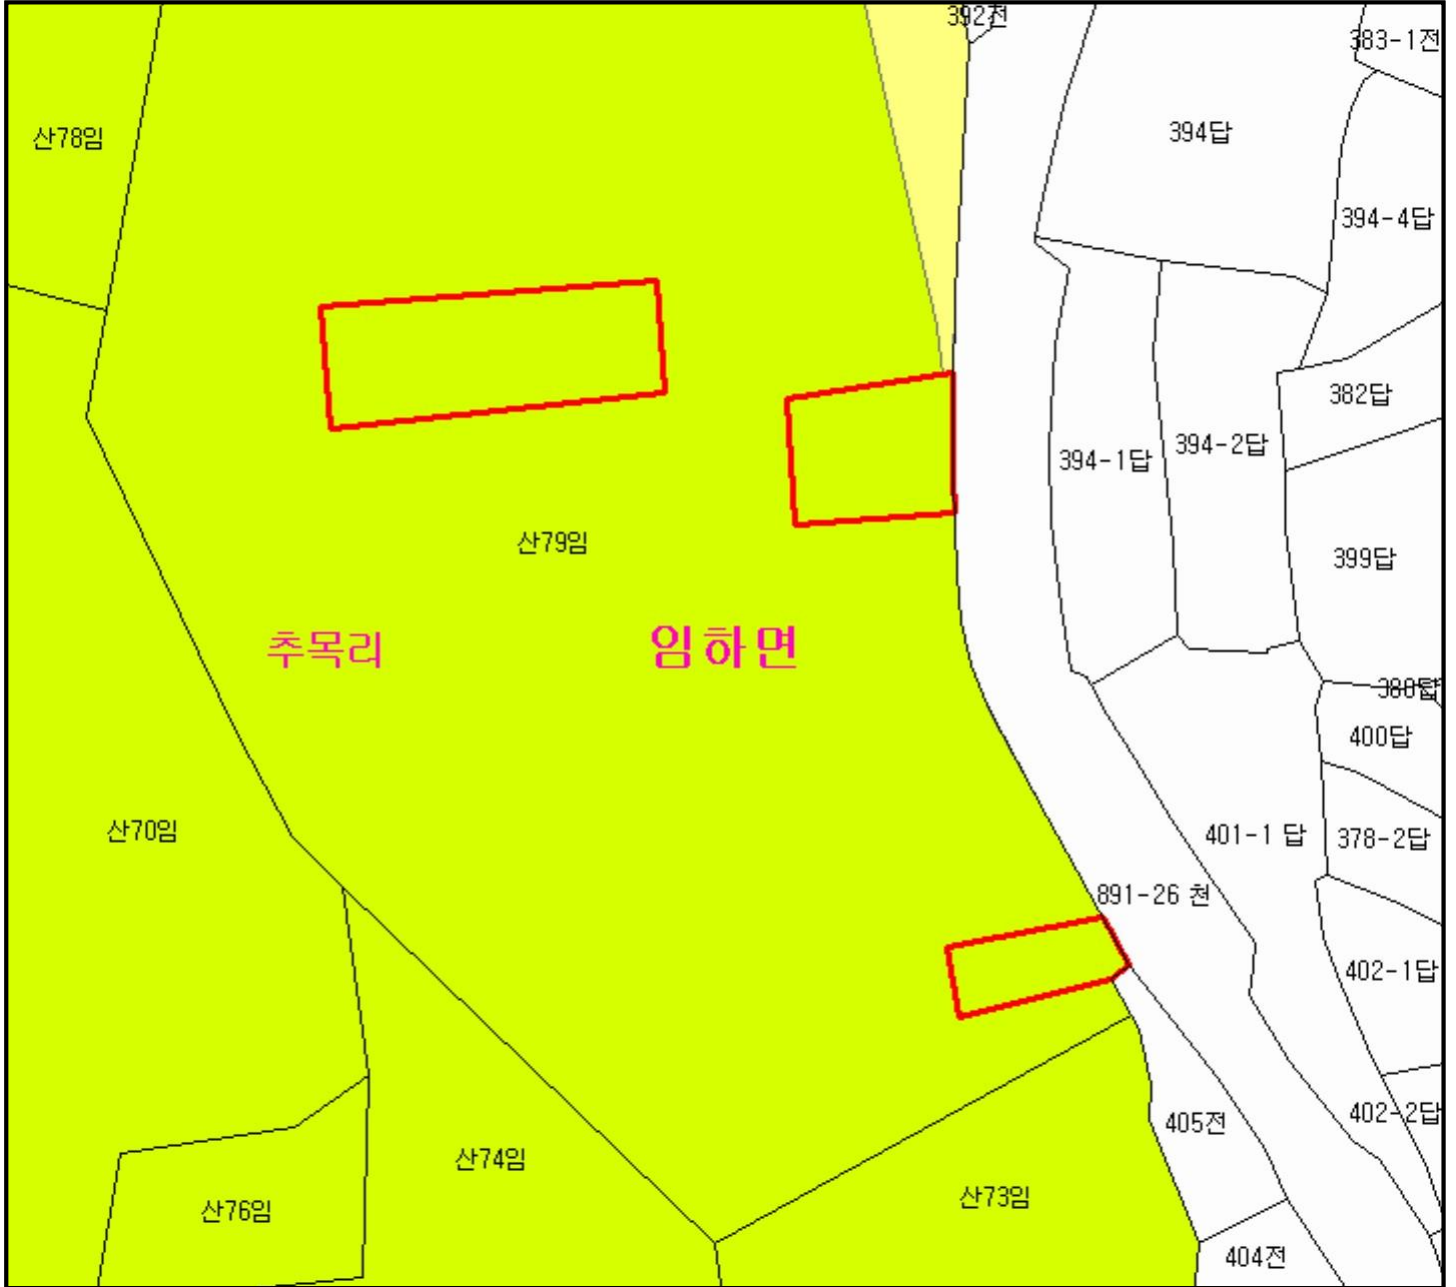 392전
383-1전
산78임
394답
394-4답
382답
394-2답
394-1답
산79임
399답
추목리
임하면
380답
400답
산70임
401-1 답
378-2답
891-26 천
402-1답
402-2답
405전
산74임
산73임
산76임
404전